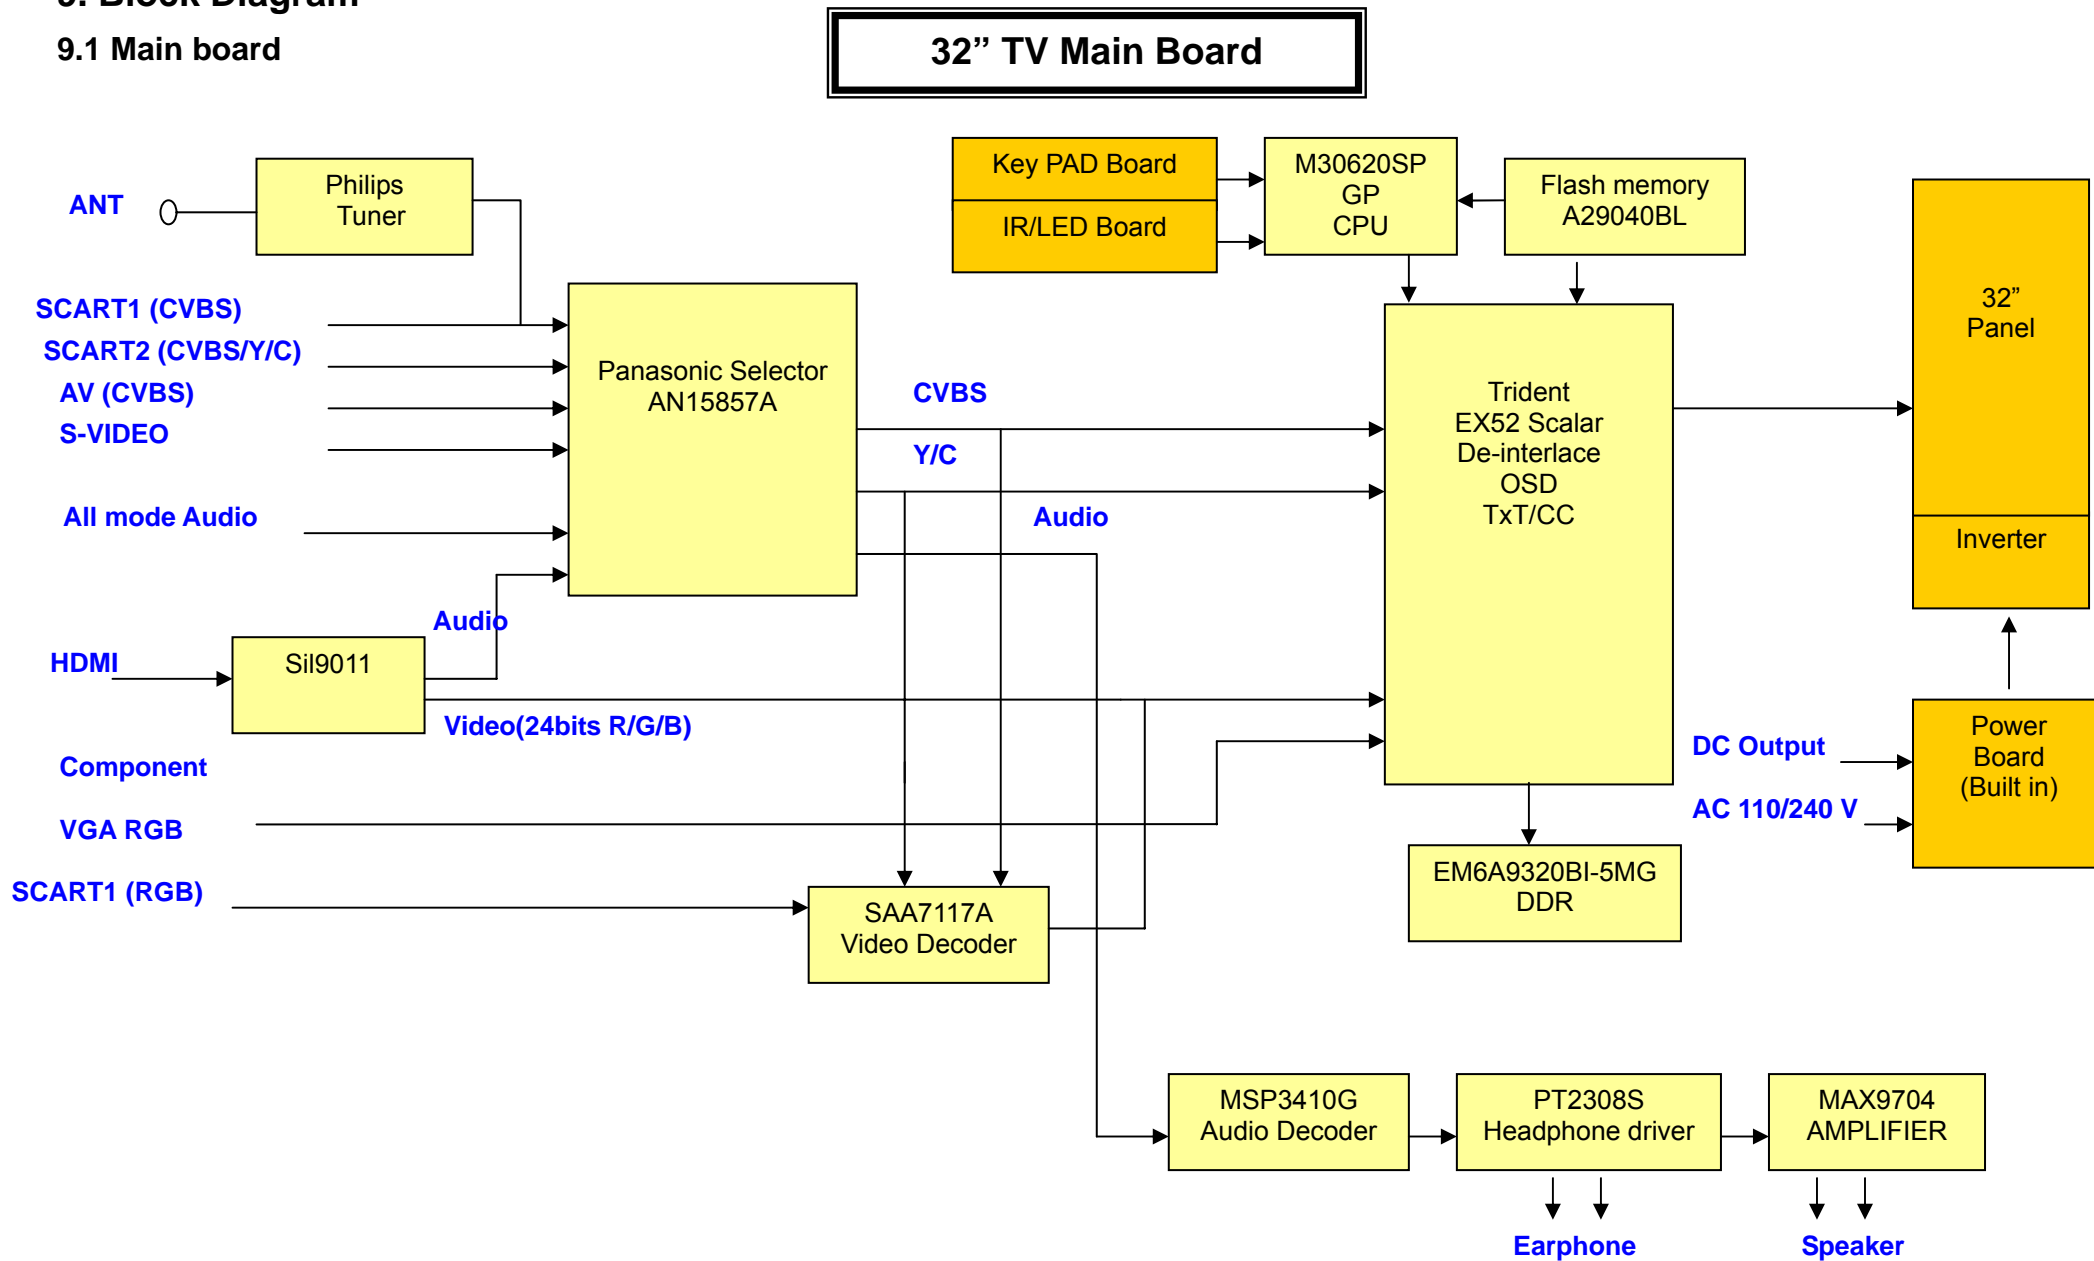 9. Block Diagram
9.1 Main board
32” TV Main Board
ANT
Philips
Tuner
Key PAD Board
IR/LED Board
M30620SP
GP
CPU
Flash memory
A29040BL
SCART1 (CVBS)
SCART2 (CVBS/Y/C)
AV (CVBS)
S-VIDEO
All mode Audio
Panasonic Selector
AN15857A
CVBS
Y/C
Audio
Trident
EX52 Scalar
De-interlace
OSD
TxT/CC
32”
Panel
Inverter
Audio
HDMI
SiI9011
Video(24bits R/G/B)
Component
VGA RGB
SCART1 (RGB)
SAA7117A
Video Decoder
EM6A9320BI-5MG
DDR
DC Output
AC 110/240 V
Power
Board
(Built in)
MSP3410G
Audio Decoder
PT2308S
Headphone driver
MAX9704
AMPLIFIER
Earphone
Speaker